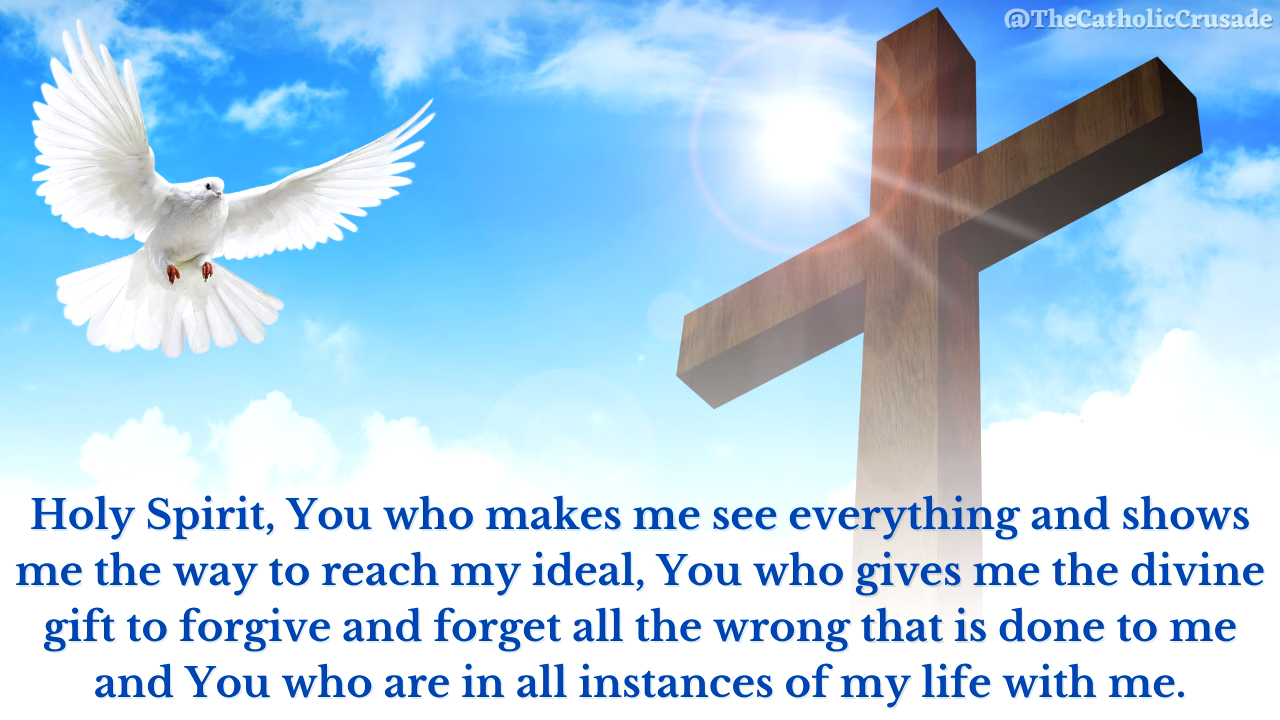 @TheCatholicCrusade
Holy Spirit, You who makes me see everything and shows
me the way to reach my ideal, You who gives me the divine
gift to forgive and forget all the wrong that is done to me
and You who are in all instances of my life with me.